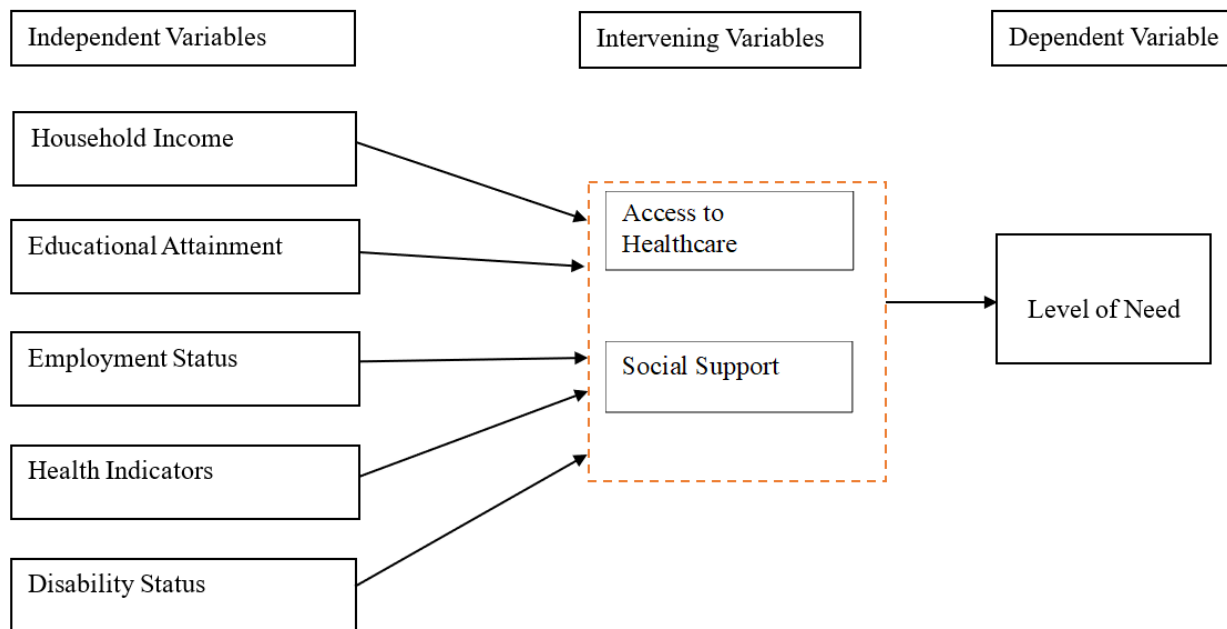 Independent Variables
Intervening Variables
Dependent Variable
Household Income
Educational Attainment
Employment Status
Health Indicators
Disability Status
Access to
Healthcare
Social Support
Level of Need